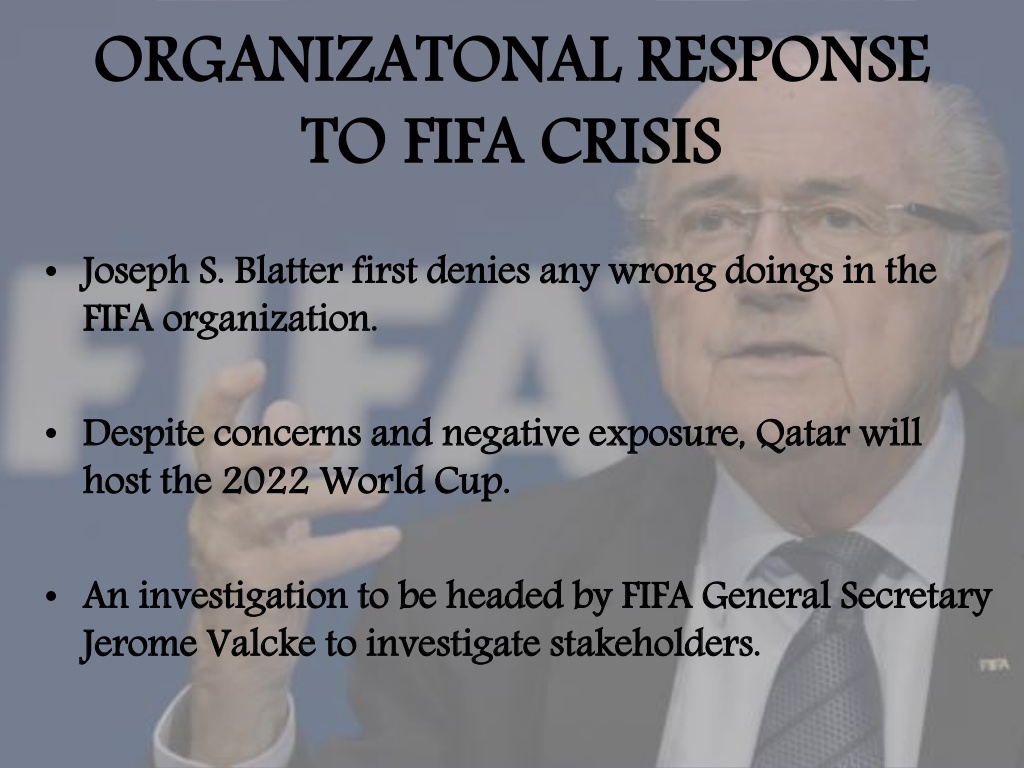 ORGANIZATONAL RESPONSE
TO FIFA CRISIS
• Joseph S. Blatter first denies any wrong doings in the
FIFA organization.
• Despite concerns and negative exposure, Qatar will
host the 2022 World Cup.
• An investigation to be headed by FIFA General Secretary
Jerome Valcke to investigate stakeholders.
FIFA
FIFA